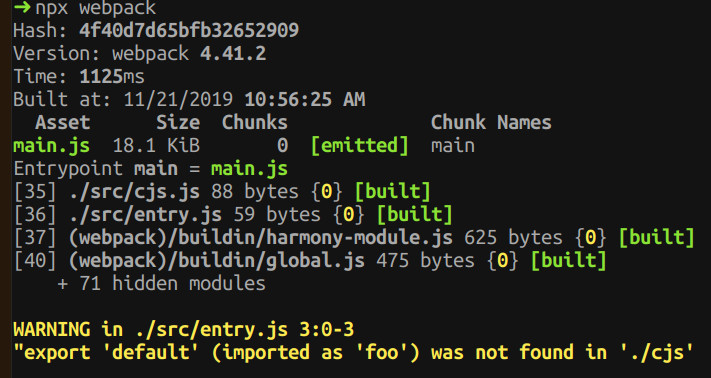 ➜npx webpack
Hash: 4f40d7d65bfb32652909
Version: webpack 4.41.2
Time: 1125ms
Built at: 11/21/2019 10:56:25 AM
Asset Size Chunks Chunk Names
main.js 18.1 KiB 0 [emitted] main
Entrypoint main = main.js
[35] ./src/cjs.js 88 bytes {0} [built]
[36] ./src/entry.js 59 bytes {0} [built]
[37] (webpack)/buildin/harmony-module.js 625 bytes {0} [built]
[40] (webpack)/buildin/global.js 475 bytes {0} [built]
+ 71 hidden modules
WARNING in ./src/entry.js 3:0-3
"export 'default' (imported as 'foo') was not found in './cjs'